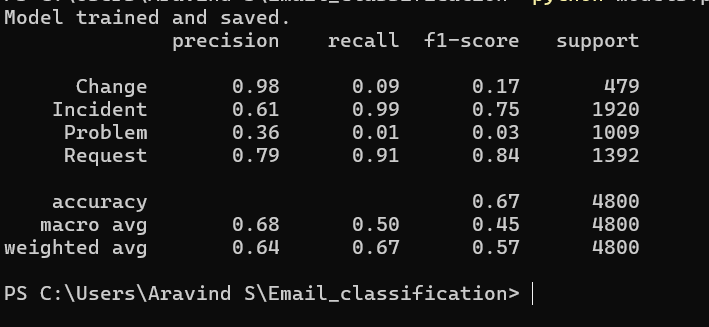 PS C:\Users\Aravind S\Email_classification> python models.p
Model trained and saved.
precision recall f1-score support
Change 0.98 0.09 0.17 479
Incident 0.61 0.99 0.75 1920
Problem 0.36 0.01 0.03 1009
Request 0.79 0.91 0.84 1392
accuracy 0.67 4800
macro avg 0.68 0.50 0.45 4800
weighted avg 0.64 0.67 0.57 4800
PS C:\Users\Aravind S\Email_classification>